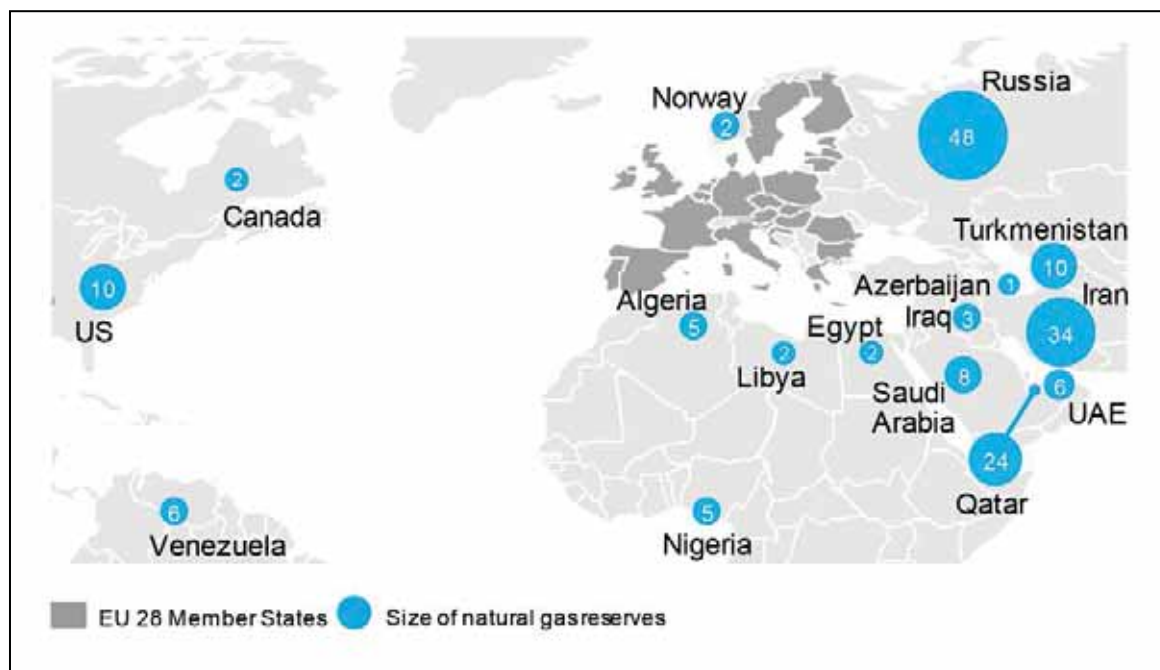 Russia
48
Norway
2
2
Canada
Turkmenistan
10
10
US
Algeria
5
Azerbaijan
1
Iran
Iraq
3
34
Egypt
2
Libya
2
Saudi
Arabia
8
6
UAE
24
Qatar
6
Venezuela
5
Nigeria
EU 28 Member States
Size of natural gas reserves